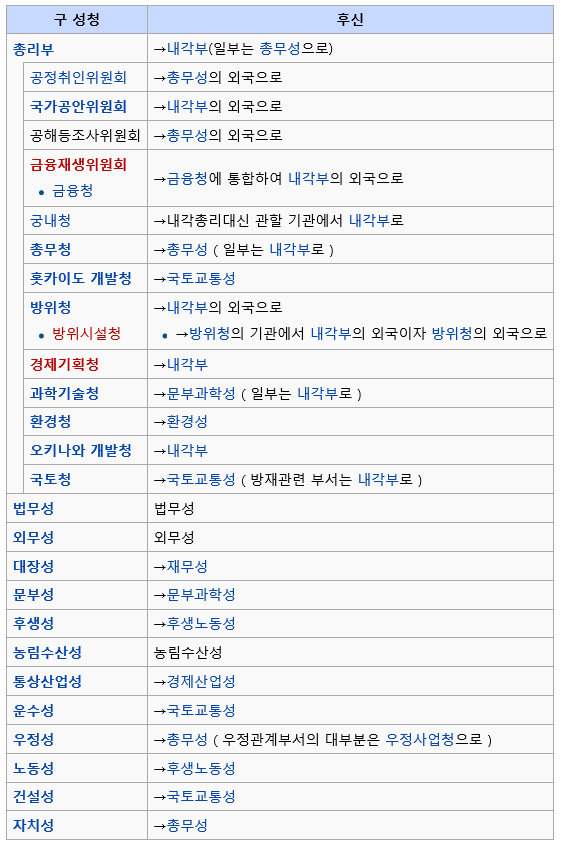 구 성청 후신
총리부 →내각부(일부는 총무성으로)
공정취인위원회 →총무성의 외국으로
국가공안위원회 →내각부의 외국으로
공해등조사위원회 →총무성의 외국으로
금융재생위원회
• 금융청 →금융청에 통합하여 내각부의 외국으로
궁내청 →내각총리대신 관할 기관에서 내각부로
총무청 →총무성 ( 일부는 내각부로 )
홋카이도 개발청 →국토교통성
방위청 →내각부의 외국으로
• 방위시설청 • →방위청의 기관에서 내각부의 외국이자 방위청의 외국으로
경제기획청 →내각부
과학기술청 →문부과학성 ( 일부는 내각부로 )
환경청 →환경성
오키나와 개발청 →내각부
국토청 →국토교통성 ( 방재관련 부서는 내각부로 )
법무성 법무성
외무성 외무성
대장성 →재무성
문부성 →문부과학성
후생성 →후생노동성
농림수산성 농림수산성
통상산업성 →경제산업성
운수성 →국토교통성
우정성 →총무성 ( 우정관계부서의 대부분은 우정사업청으로 )
노동성 →후생노동성
건설성 →국토교통성
자치성 →총무성